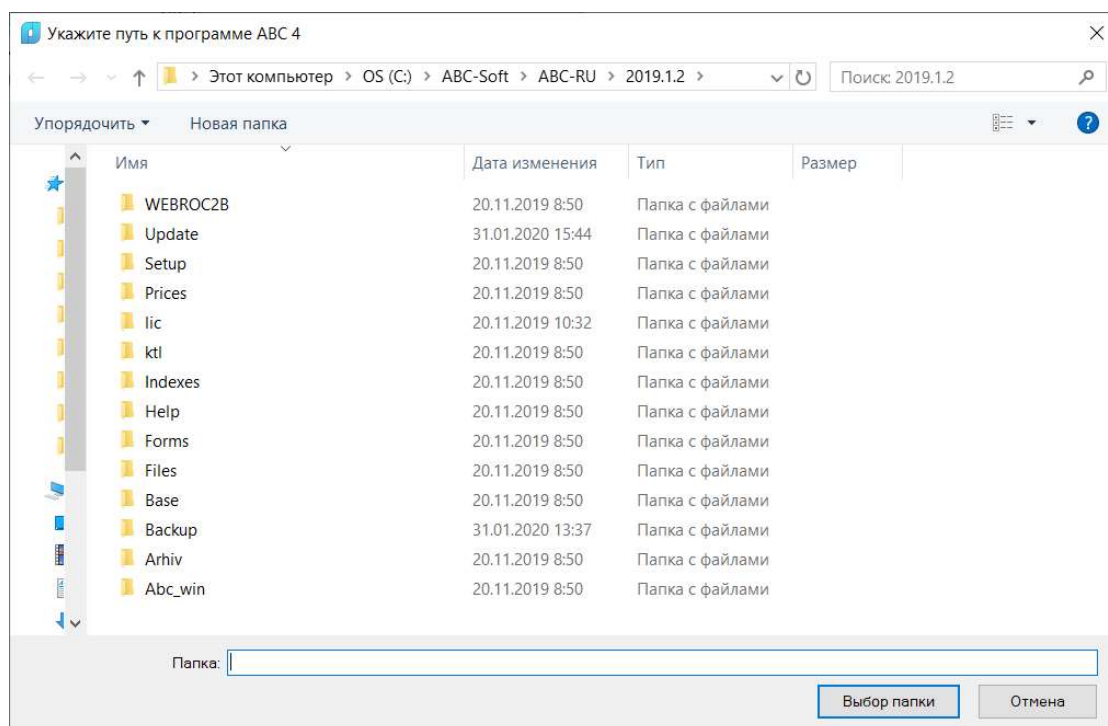 Укажите путь к программе ABC 4
Этот компьютер > OS (C:) > ABC-Soft > ABC-RU > 2019.1.2 >
Поиск: 2019.1.2
Упорядочить Новая папка
?
Имя Дата изменения Тип Размер
WEBROC2B 20.11.2019 8:50 Папка с файлами
Update 31.01.2020 15:44 Папка с файлами
Setup 20.11.2019 8:50 Папка с файлами
Prices 20.11.2019 8:50 Папка с файлами
lic 20.11.2019 10:32 Папка с файлами
ktl 20.11.2019 8:50 Папка с файлами
Indexes 20.11.2019 8:50 Папка с файлами
Help 20.11.2019 8:50 Папка с файлами
Forms 20.11.2019 8:50 Папка с файлами
Files 20.11.2019 8:50 Папка с файлами
Base 20.11.2019 8:50 Папка с файлами
Backup 31.01.2020 13:37 Папка с файлами
Arhiv 20.11.2019 8:50 Папка с файлами
Abc_win 20.11.2019 8:50 Папка с файлами
Папка:
Выбор папки Отмена